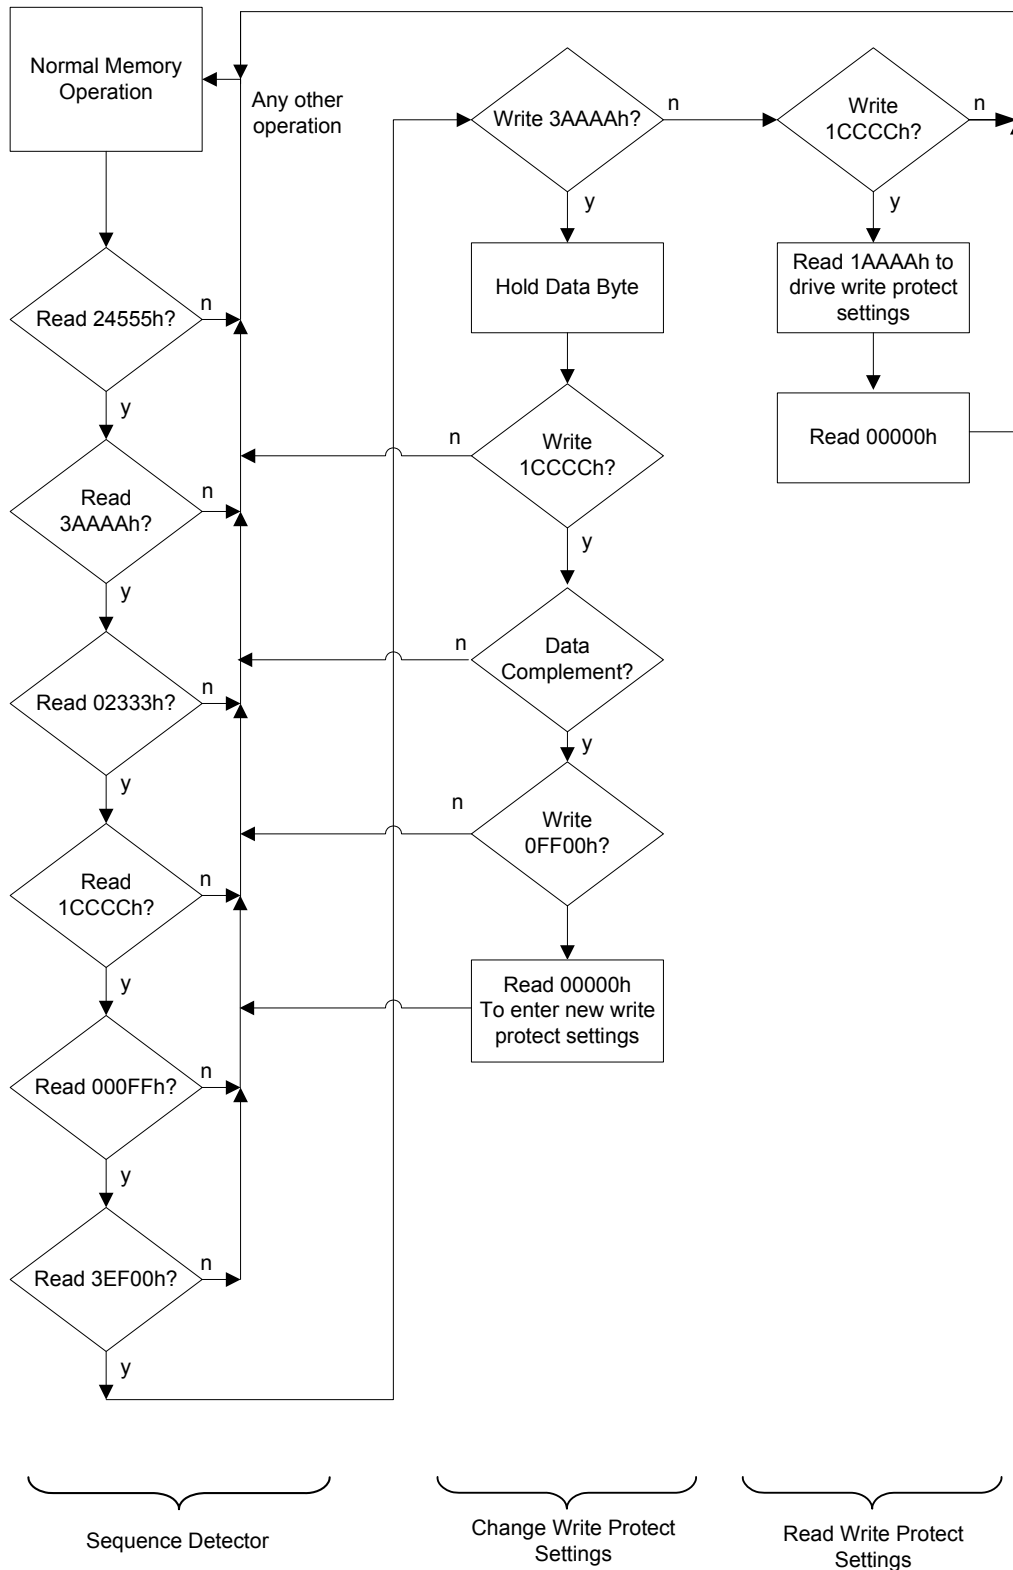 Normal Memory
Operation
Any other
operation
Read 24555h?
n
y
Read
3AAAAh?
n
y
Read 02333h?
n
y
Read
1CCCCh?
n
y
Read 000FFh?
n
y
Read 3EF00h?
n
y
Sequence Detector
Write 3AAAAh?
n
y
Hold Data Byte
Write
1CCCCh?
n
y
Data
Complement?
n
y
Write
0FF00h?
n
Read 00000h
To enter new write
protect settings
Change Write Protect
Settings
Write
1CCCCh?
n
y
Read 1AAAAh to
drive write protect
settings
Read 00000h
Read Write Protect
Settings